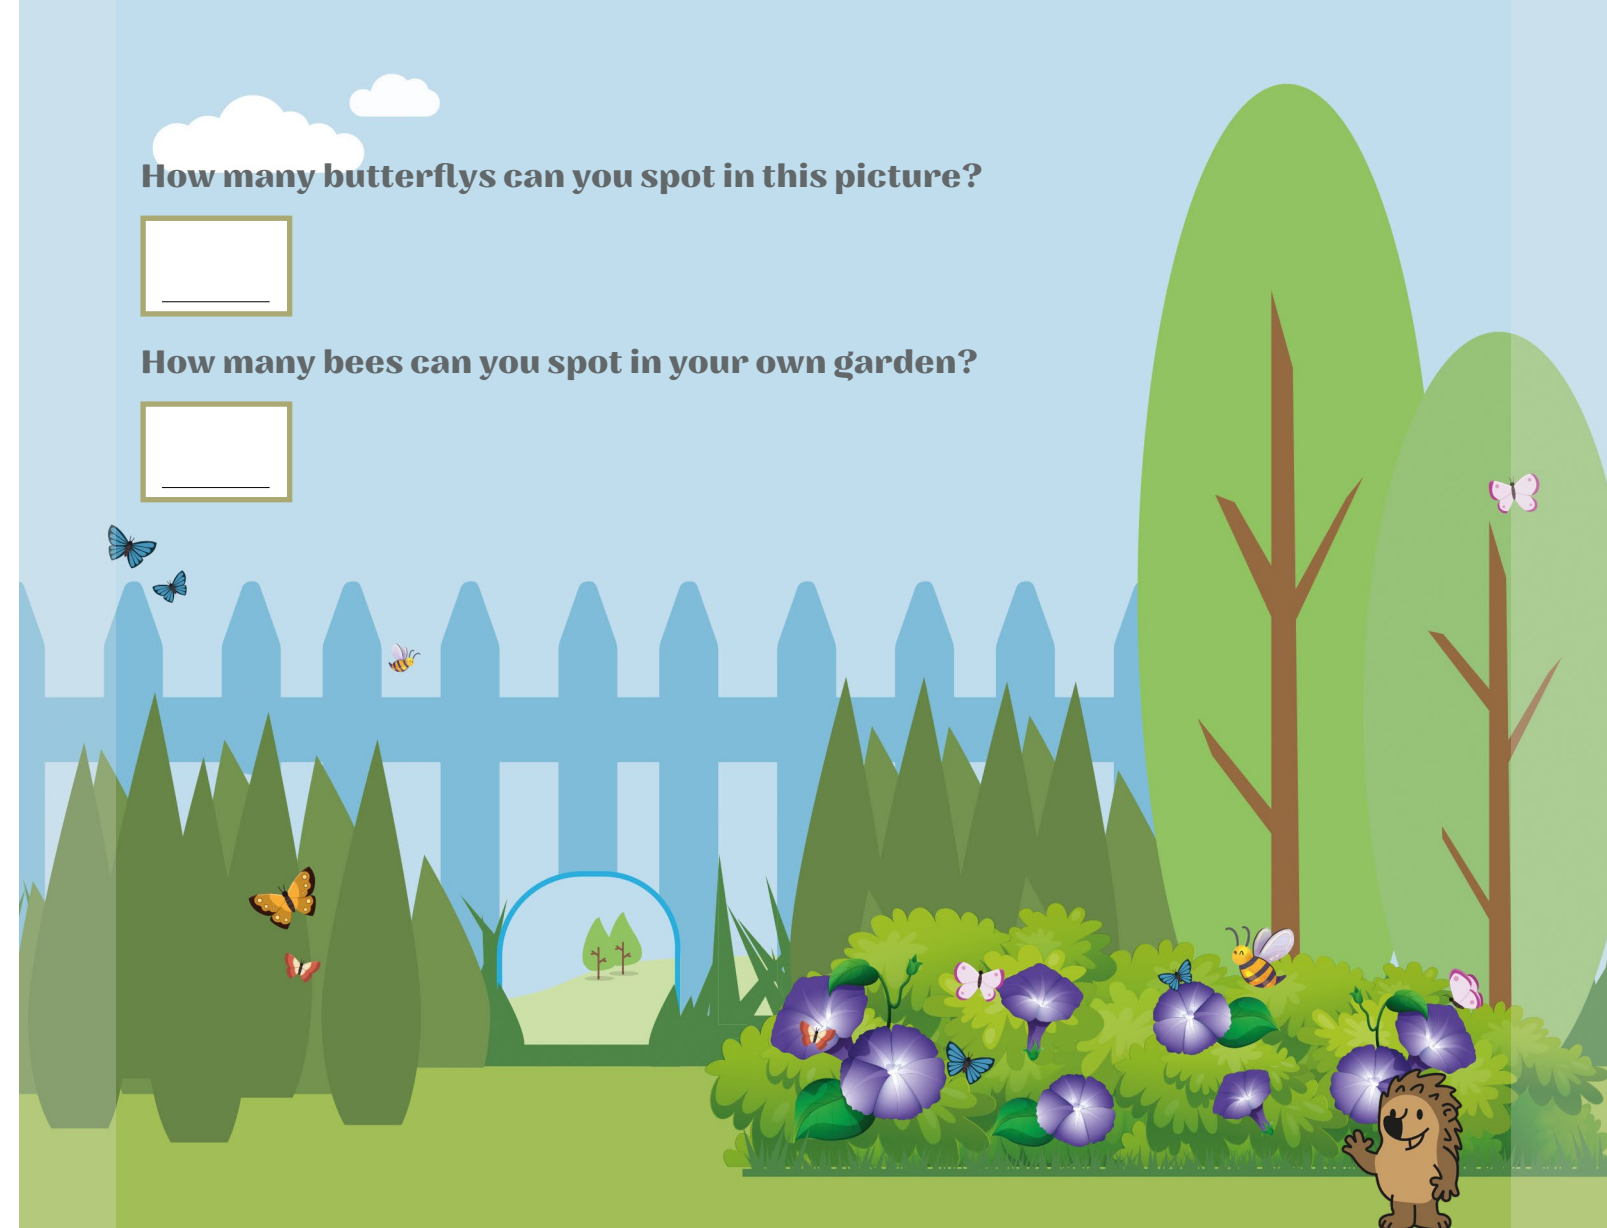 How many butterflys can you spot in this picture?
How many bees can you spot in your own garden?